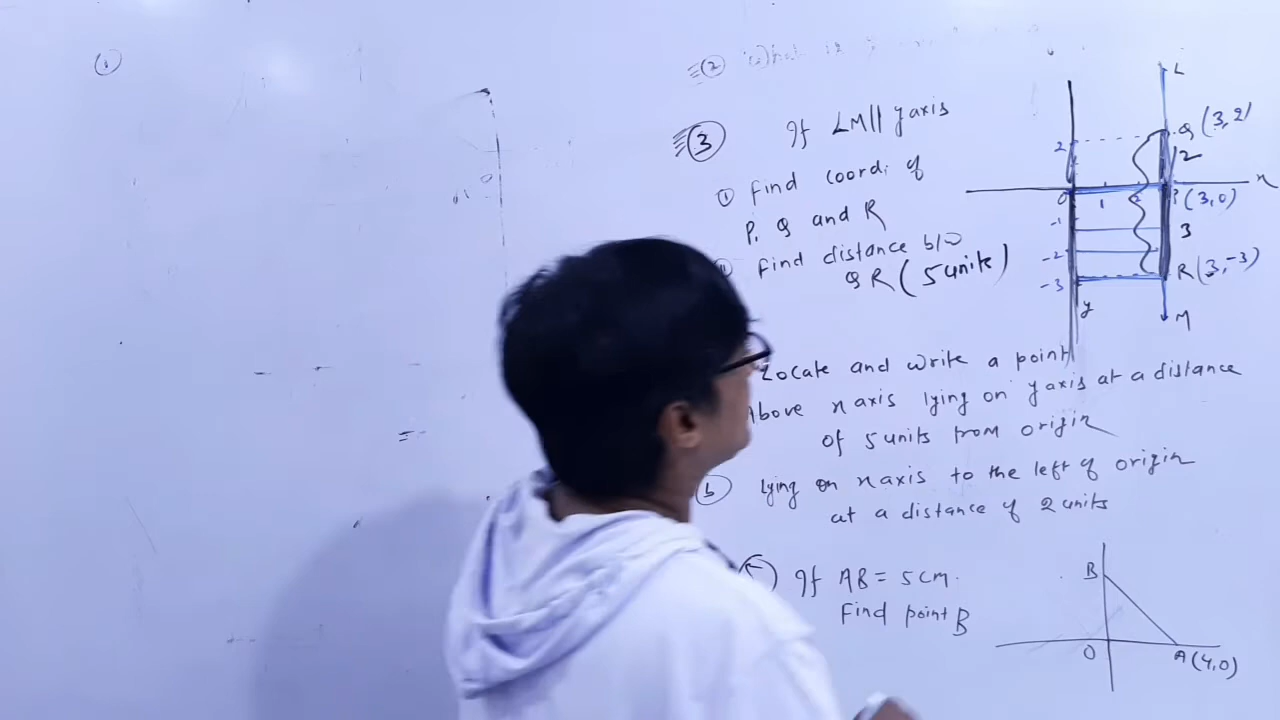 ①
②
③ If LM || y axis
① find coordi of
P, Q and R
find distance b/w
QR (5 units)
L
Q (3, 2)
2
2
x
0
1
2
P (3, 0)
-1
3
-2
-3
R (3, -3)
y
M
Locate and write a point
Above x axis lying on y axis at a distance
of 5 units from origin
ⓑ lying on x axis to the left of origin
at a distance of 2 units
If AB = 5 cm.
Find point B
B
0
A (4, 0)